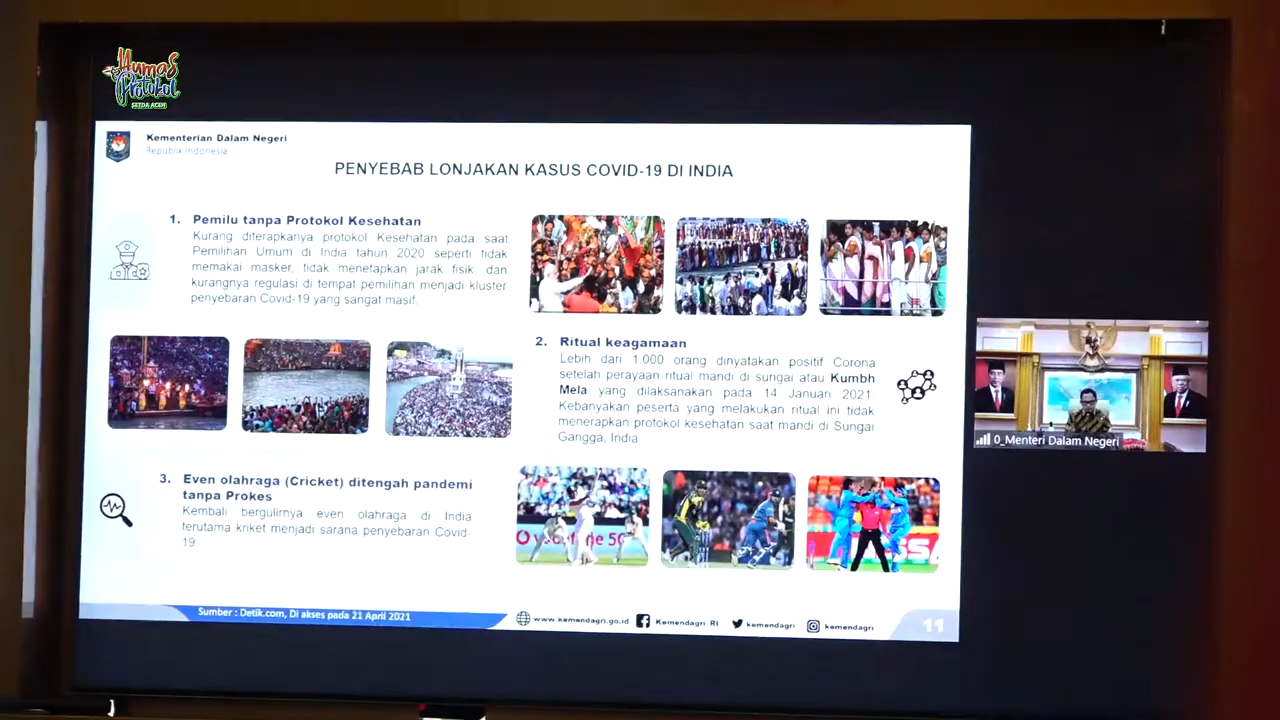 Humas
Protokol
SETDA ACEH
Kementerian Dalam Negeri
Republik Indonesia
PENYEBAB LONJAKAN KASUS COVID-19 DI INDIA
1. Pemilu tanpa Protokol Kesehatan
Kurang diterapkanya protokol Kesehatan pada saat
Pemilihan Umum di India tahun 2020 seperti tidak
memakai masker, tidak menetapkan jarak fisik dan
kurangnya regulasi di tempat pemilihan menjadi kluster
penyebaran Covid-19 yang sangat masif.
2. Ritual keagamaan
Lebih dari 1.000 orang dinyatakan positif Corona
setelah perayaan ritual mandi di sungai atau Kumbh
Mela yang dilaksanakan pada 14 Januari 2021.
Kebanyakan peserta yang melakukan ritual ini tidak
menerapkan protokol kesehatan saat mandi di Sungai
Gangga, India
0_Menteri Dalam Negeri
3. Even olahraga (Cricket) ditengah pandemi
tanpa Prokes
Kembali bergulirnya even olahraga di India
terutama kriket menjadi sarana penyebaran Covid-
19
Sumber : Detik.com, Di akses pada 21 April 2021
www.kemendagri.go.id Kemendagri RI kemendagri kemendagri
11